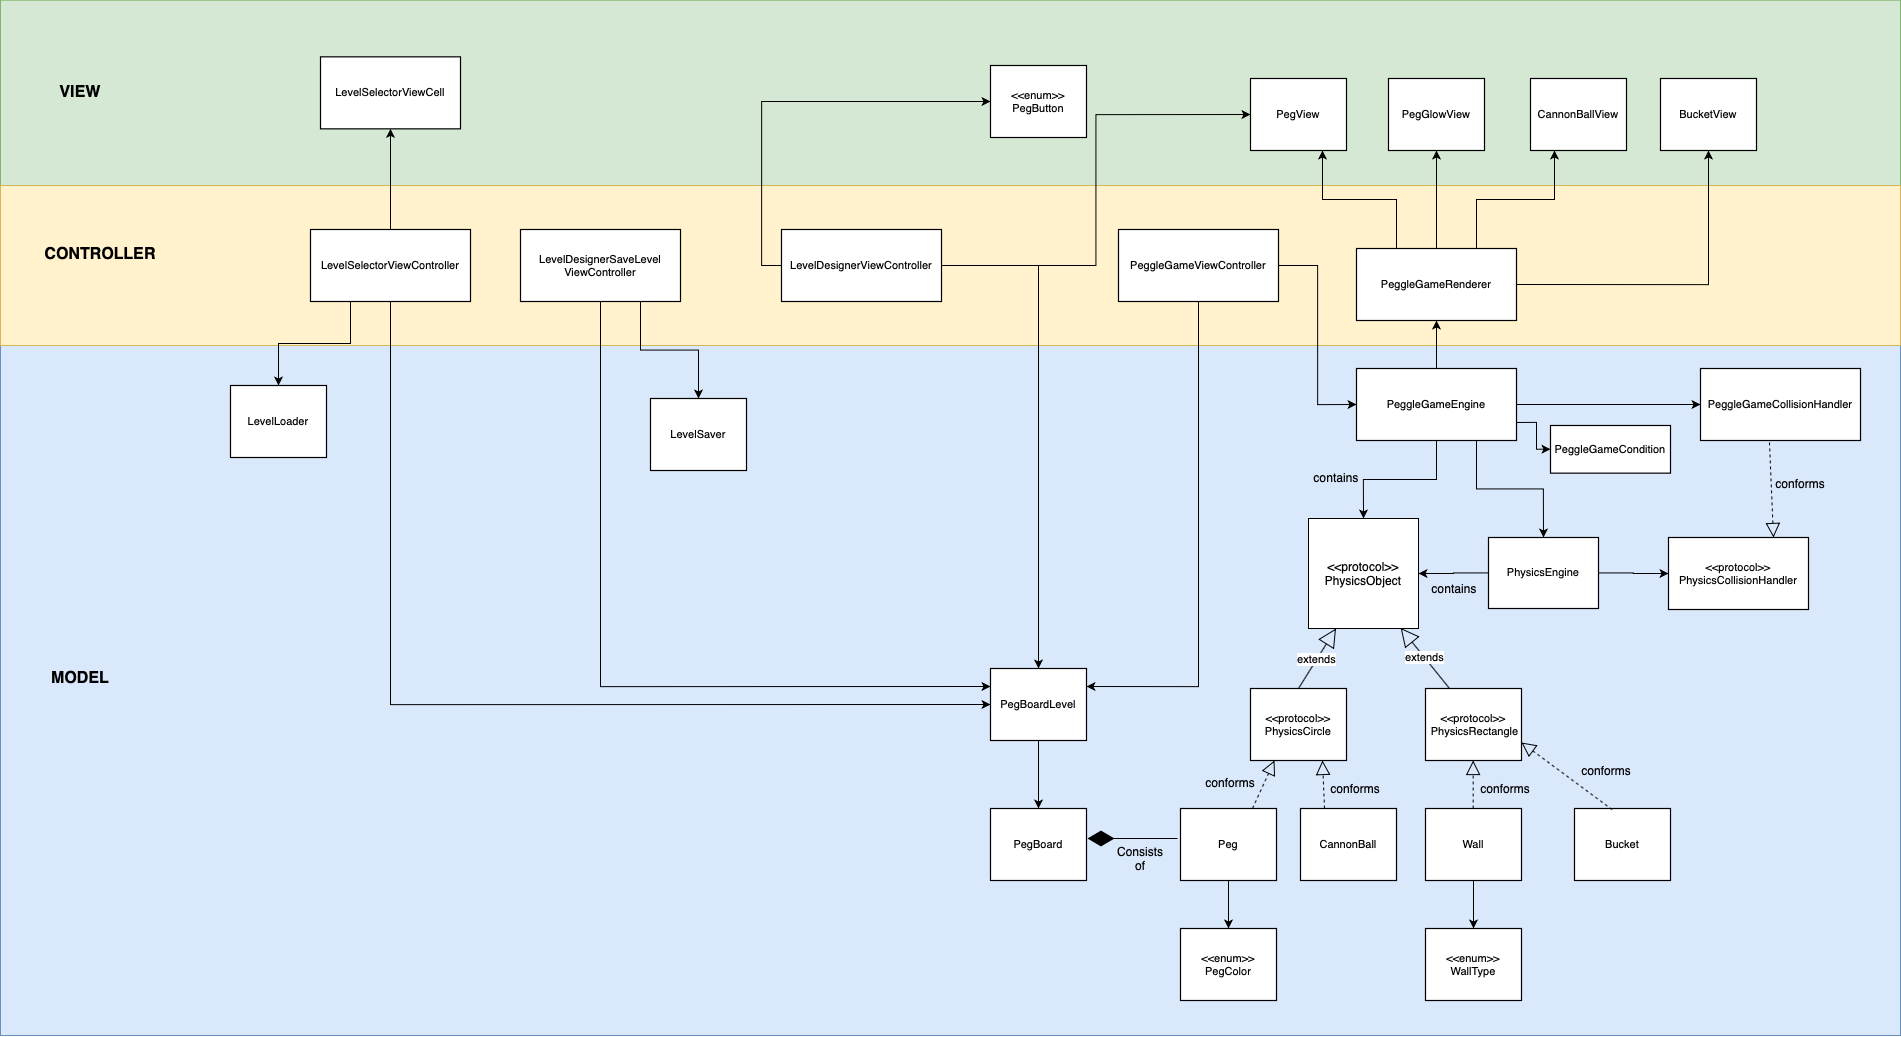 VIEW
LevelSelectorViewCell
<<enum>>
PegButton
PegView
PegGlowView
CannonBallView
BucketView
CONTROLLER
LevelSelectorViewController
LevelDesignerSaveLevel
ViewController
LevelDesignerViewController
PeggleGameViewController
PeggleGameRenderer
MODEL
LevelLoader
LevelSaver
PeggleGameEngine
PeggleGameCollisionHandler
PeggleGameCondition
contains
conforms
<<protocol>>
PhysicsObject
contains
PhysicsEngine
<<protocol>>
PhysicsCollisionHandler
extends
extends
PegBoardLevel
<<protocol>>
PhysicsCircle
<<protocol>>
PhysicsRectangle
conforms
conforms
conforms
conforms
PegBoard
Consists
of
Peg
CannonBall
Wall
Bucket
<<enum>>
PegColor
<<enum>>
WallType